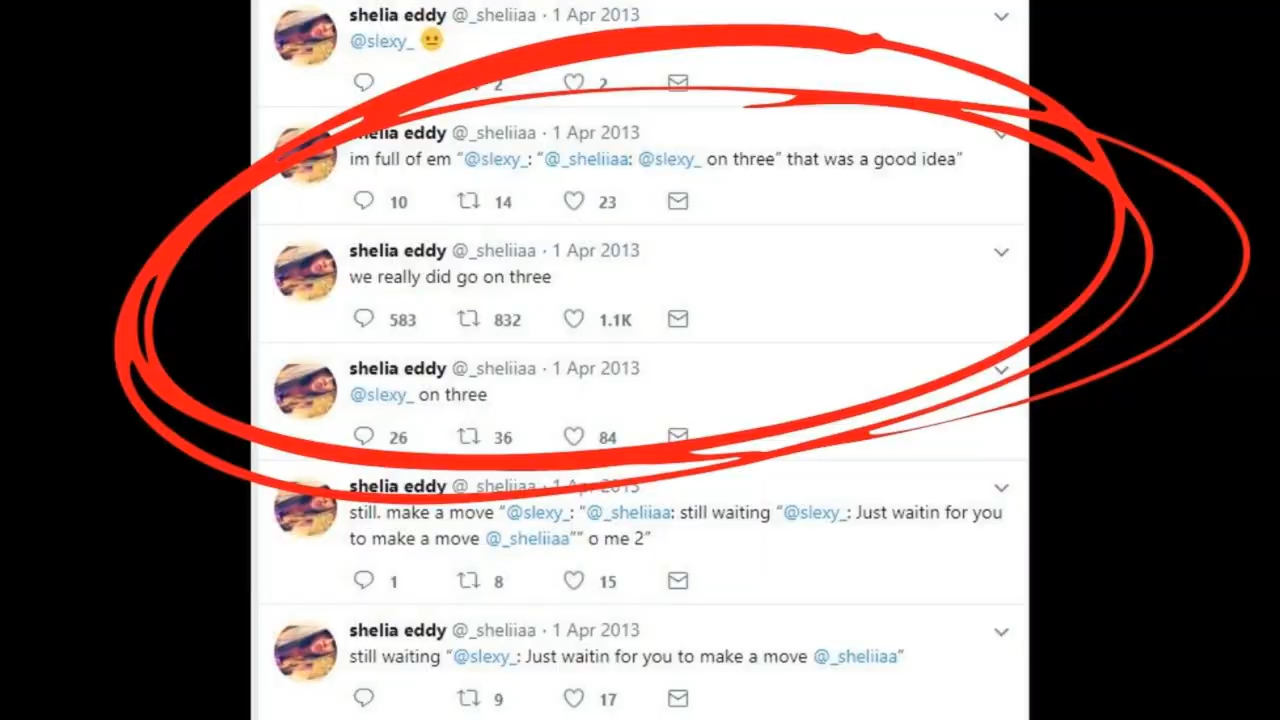 shelia eddy @_sheliiaa · 1 Apr 2013
@slexy_ 😐
2 2
shelia eddy @_sheliiaa · 1 Apr 2013
im full of em “@slexy_: “@_sheliiaa: @slexy_ on three” that was a good idea”
10 14 23
shelia eddy @_sheliiaa · 1 Apr 2013
we really did go on three
583 832 1.1K
shelia eddy @_sheliiaa · 1 Apr 2013
@slexy_ on three
26 36 84
shelia eddy @_sheliiaa · 1 Apr 2013
still. make a move “@slexy_: “@_sheliiaa: still waiting “@slexy_: Just waitin for you
to make a move @_sheliiaa”” o me 2”
1 8 15
shelia eddy @_sheliiaa · 1 Apr 2013
still waiting “@slexy_: Just waitin for you to make a move @_sheliiaa”
9 17